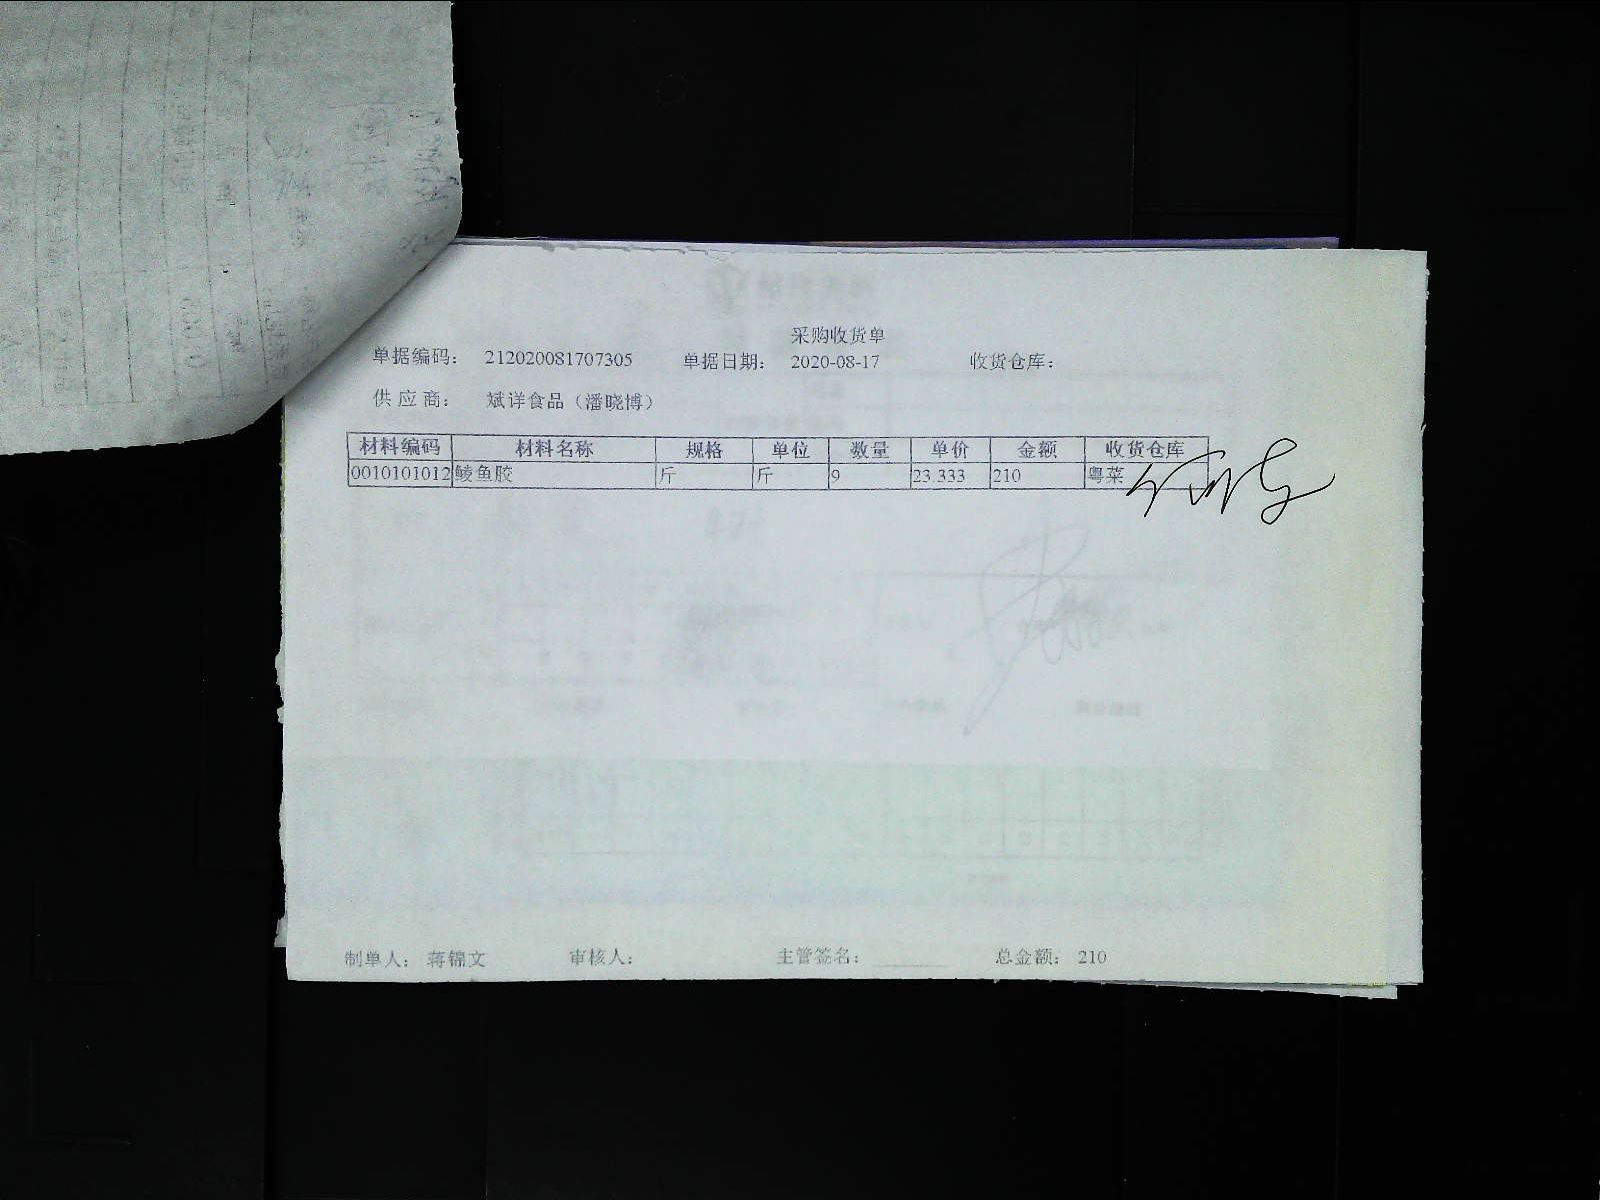 采购收货单
单据编码： 212020081707305 单据日期： 2020-08-17 收货仓库：
供应商： 斌详食品（潘晓博）
材料编码 材料名称 规格 单位 数量 单价 金额 收货仓库
0010101012 鲮鱼胶 斤 斤 9 23.333 210 粤菜
制单人： 蒋锦文 审核人： 主管签名： 总金额： 210